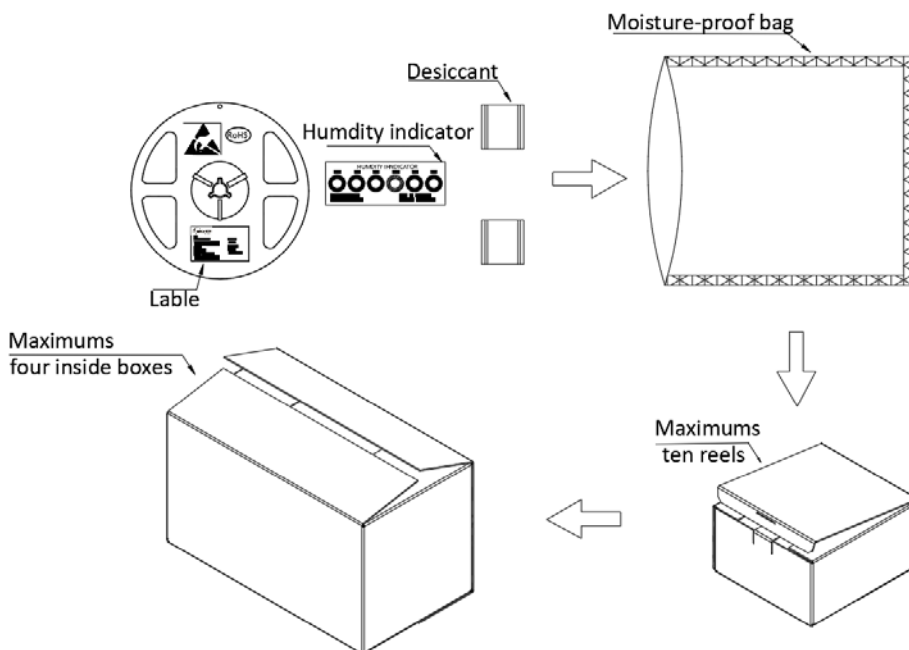 Moisture-proof bag
Desiccant
Humdity indicator
RoHS
HUMIDITY INDICATOR
Lable
Maximums
four inside boxes
Maximums
ten reels